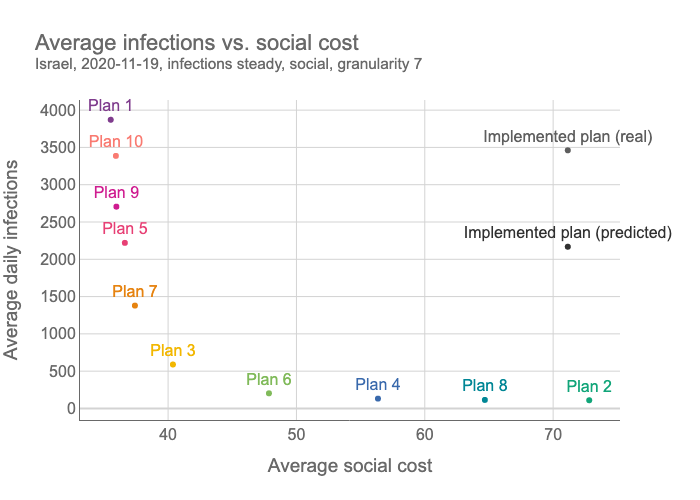 Average infections vs. social cost
Israel, 2020-11-19, infections steady, social, granularity 7
Plan 1
4000
Plan 10
Implemented plan (real)
3500
3000
Plan 9
2500
Plan 5
Implemented plan (predicted)
2000
Plan 7
1500
1000
Plan 3
500
Plan 6
Plan 4
Plan 8
Plan 2
0
40
50
60
70
Average daily infections
Average social cost